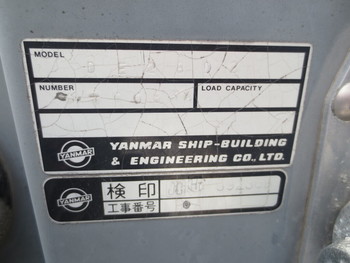 MODEL
NUMBER
LOAD CAPACITY
YANMAR
YANMAR SHIP-BUILDING
& ENGINEERING CO., LTD.
YANMAR
検印
工事番号